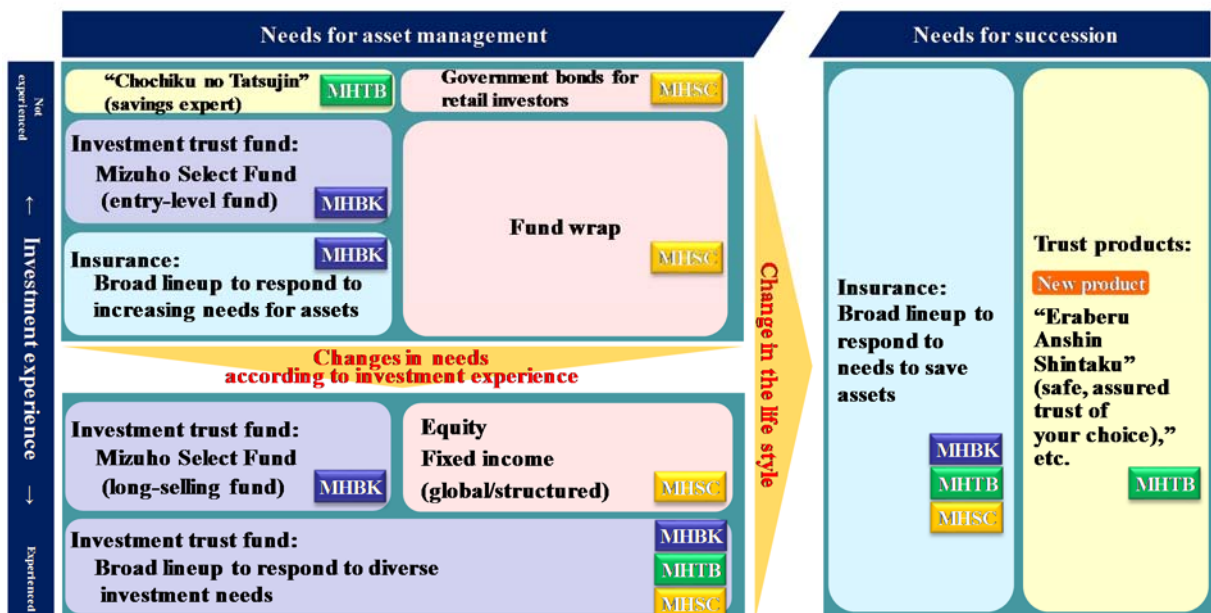 Needs for asset management
Needs for succession
Not
experienced
← Investment experience →
Experienced
“Chochiku no Tatsujin”
(savings expert)
MHTB
Government bonds for
retail investors
MHSC
Investment trust fund:
Mizuho Select Fund
(entry-level fund)
MHBK
Fund wrap
MHSC
MHBK
Insurance:
Broad lineup to respond to
increasing needs for assets
Changes in needs
according to investment experience
Investment trust fund:
Mizuho Select Fund
(long-selling fund)
MHBK
Equity
Fixed income
(global/structured)
MHSC
Investment trust fund:
Broad lineup to respond to diverse
investment needs
MHBK
MHTB
MHSC
Change in the life style
Insurance:
Broad lineup to
respond to
needs to save
assets
MHBK
MHTB
MHSC
Trust products:
New product
“Eraberu
Anshin
Shintaku”
(safe, assured
trust of
your choice),”
etc.
MHTB